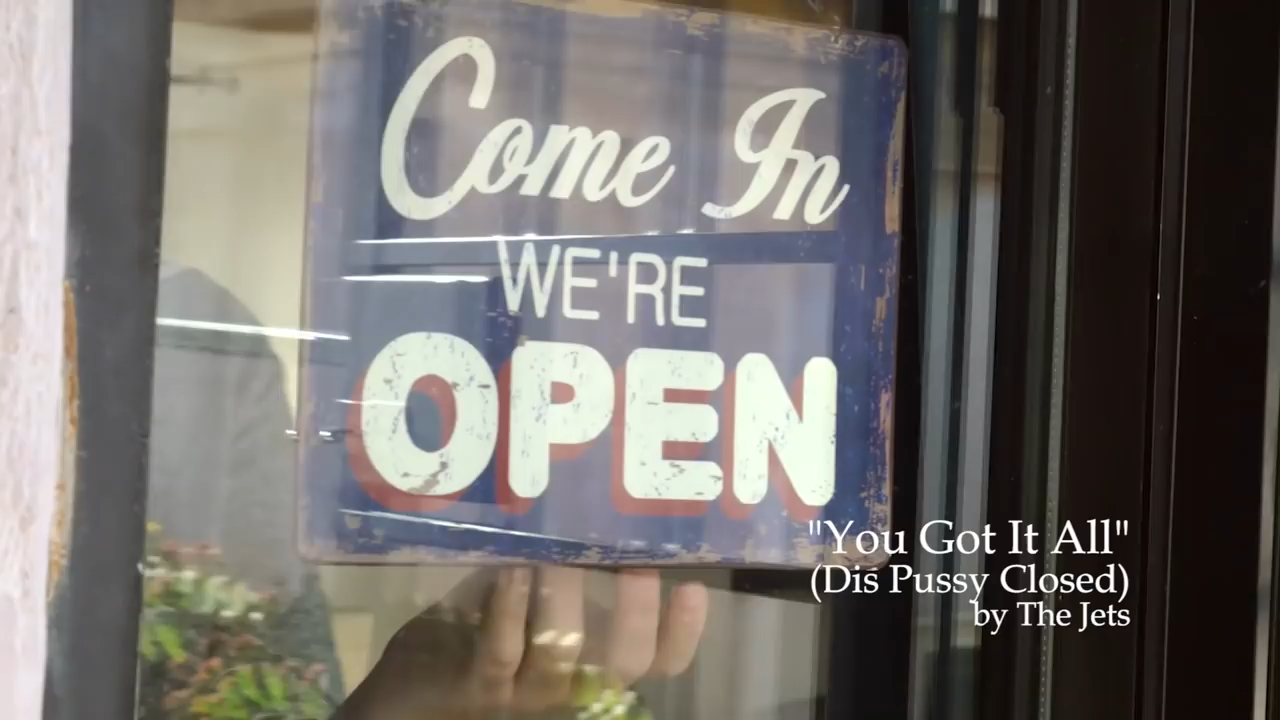 Come In
WE'RE
OPEN
"You Got It All"
(Dis Pussy Closed)
by The Jets